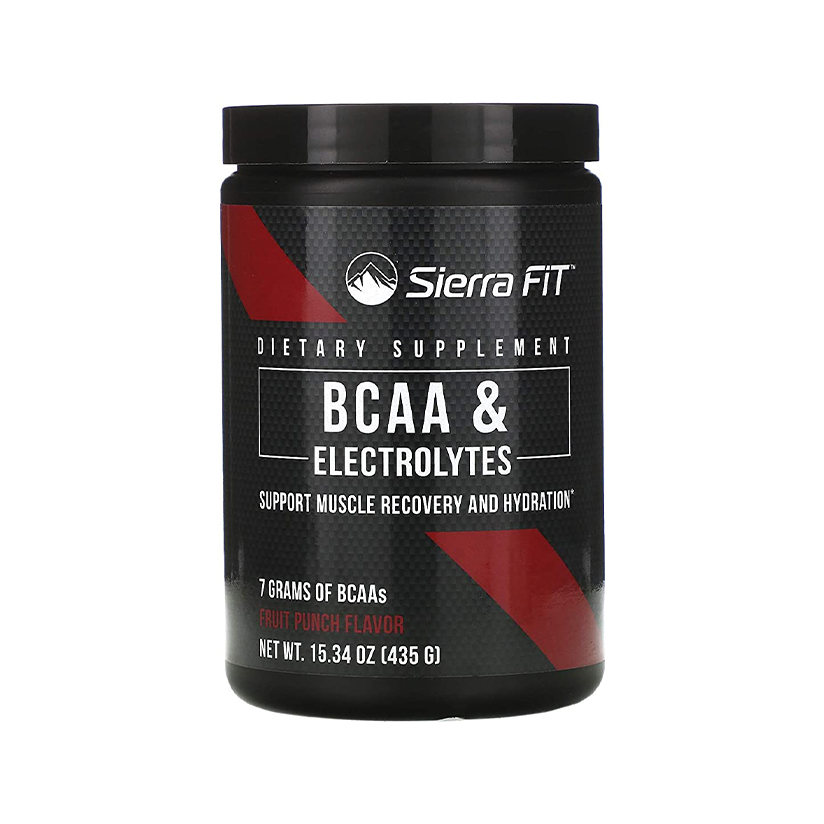 Sierra FiT™
DIETARY SUPPLEMENT
BCAA &
ELECTROLYTES
SUPPORT MUSCLE RECOVERY AND HYDRATION*
7 GRAMS OF BCAAs
FRUIT PUNCH FLAVOR
NET WT. 15.34 OZ (435 G)